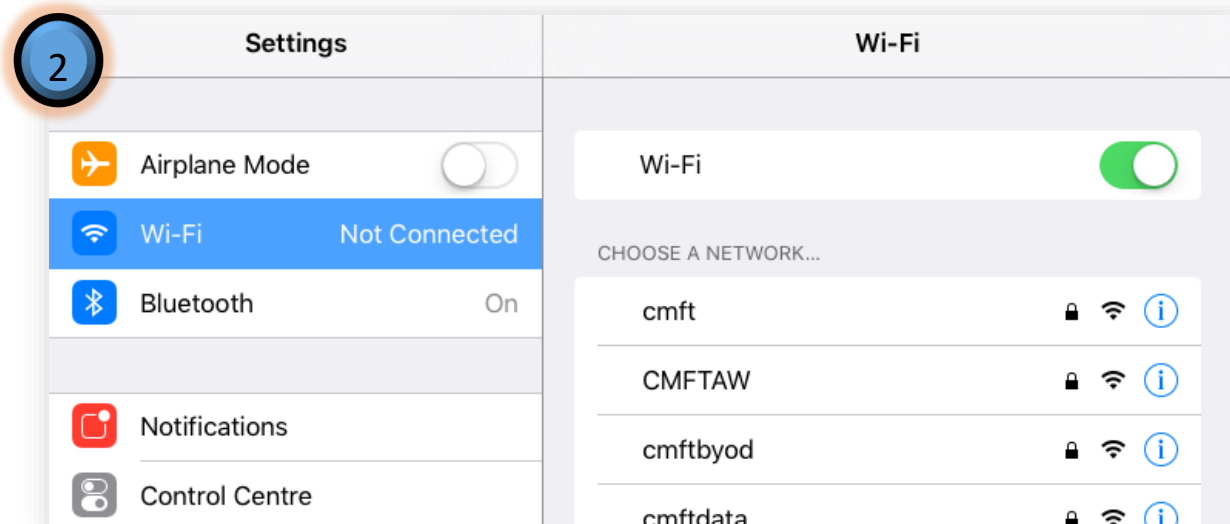 2
Settings
Wi-Fi
Airplane Mode
Wi-Fi Not Connected
Bluetooth On
Notifications
Control Centre
Wi-Fi
CHOOSE A NETWORK...
cmft
CMFTAW
cmftbyod
cmftdata